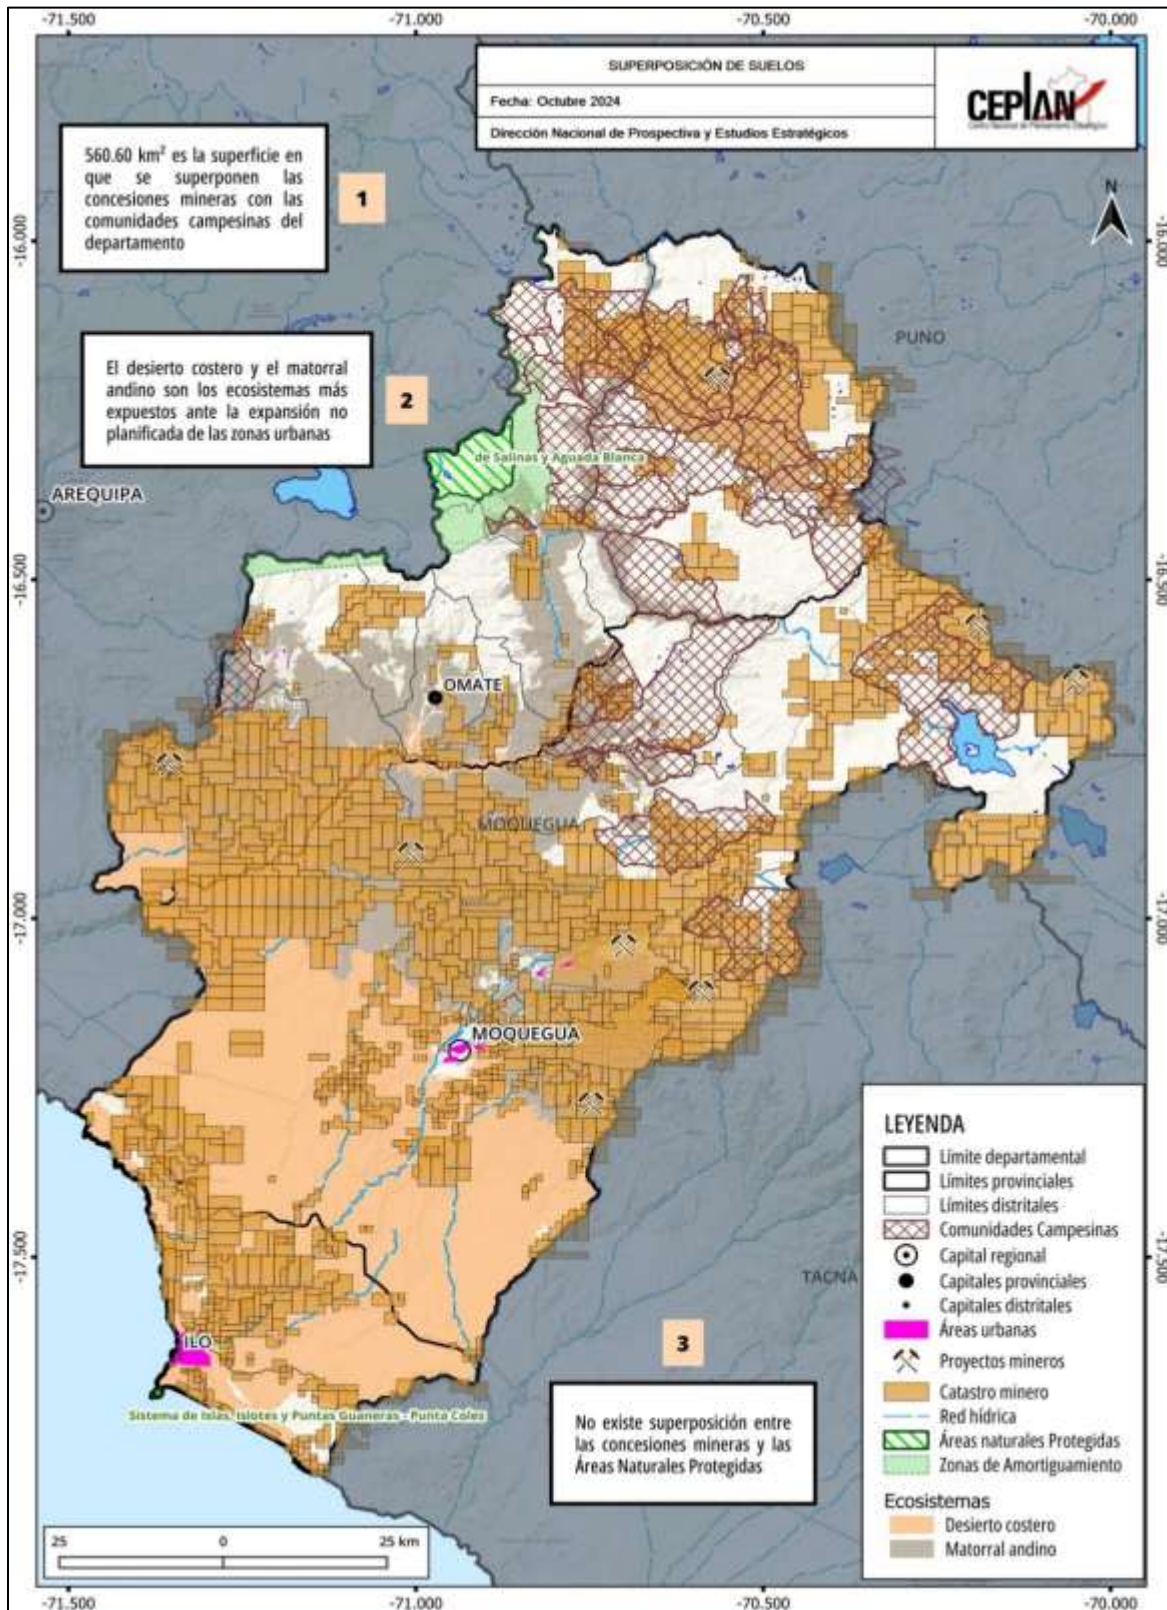 -71.500
-71.000
-70.500
-70.000
SUPERPOSICIÓN DE SUELOS
Fecha: Octubre 2024
Dirección Nacional de Prospectiva y Estudios Estratégicos
CEPLAN
Centro Nacional de Planeamiento Estratégico
560.60 km² es la superficie en
que se superponen las
concesiones mineras con las
comunidades campesinas del
departamento
1
N
-16.000
-16.000
PUNO
El desierto costero y el matorral
andino son los ecosistemas más
expuestos ante la expansión no
planificada de las zonas urbanas
2
de Salinas y Aguada Blanca
AREQUIPA
-16.500
-16.500
OMATE
MOQUEGUA
-17.000
-17.000
MOQUEGUA
LEYENDA
Límite departamental
Límites provinciales
Límites distritales
Comunidades Campesinas
Capital regional
Capitales provinciales
Capitales distritales
Áreas urbanas
Proyectos mineros
Catastro minero
Red hídrica
Áreas naturales Protegidas
Zonas de Amortiguamiento
Ecosistemas
Desierto costero
Matorral andino
-17.500
-17.500
TACNA
ILO
3
Sistema de Islas, Islotes y Puntas Guaneras - Punta Coles
No existe superposición entre
las concesiones mineras y las
Áreas Naturales Protegidas
25
0
25 km
-71.500
-71.000
-70.500
-70.000